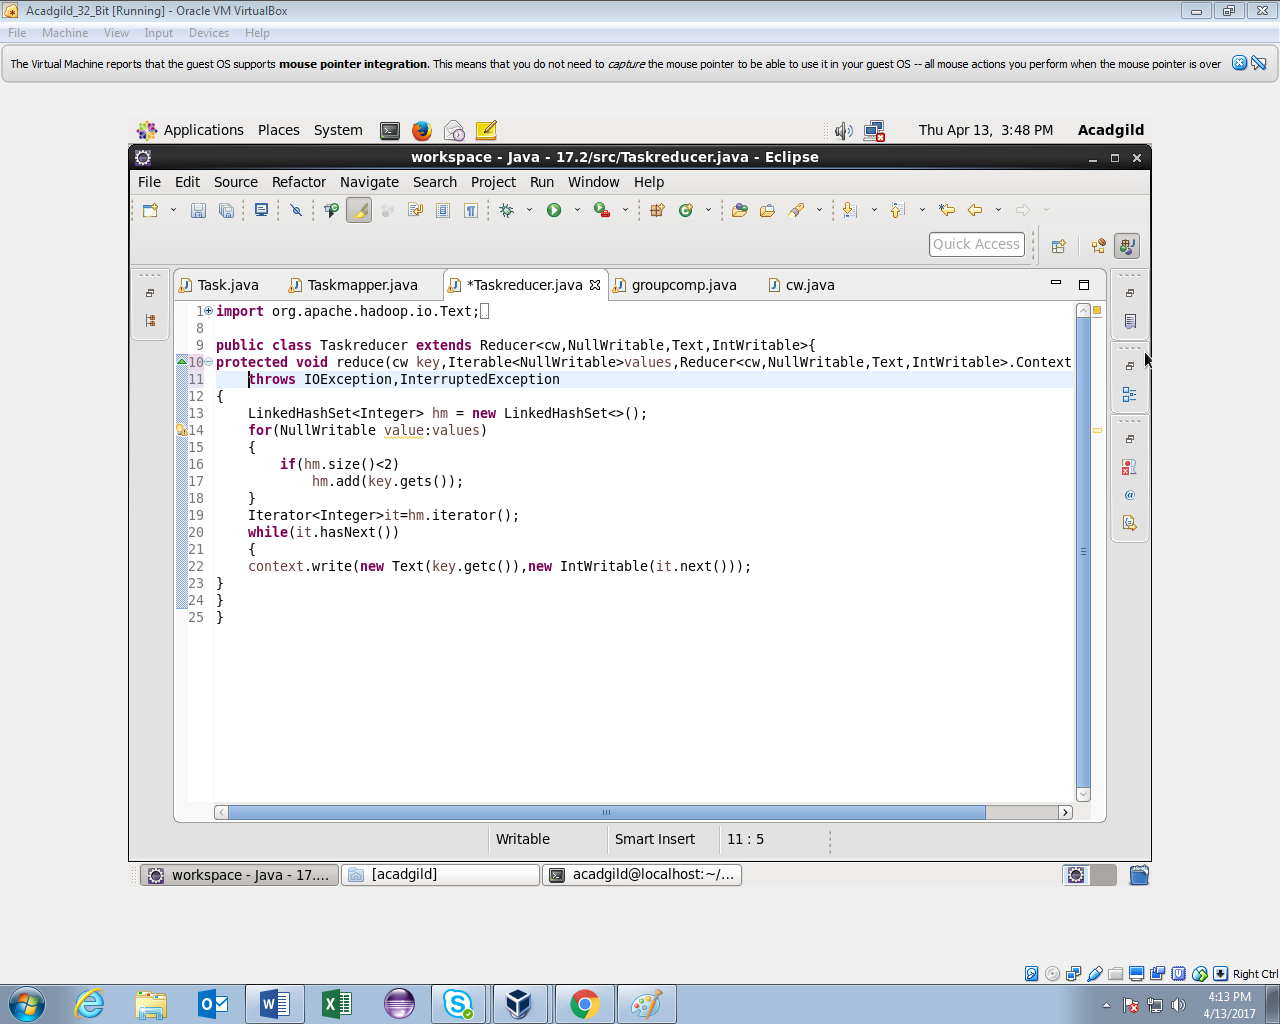 Acadgild_32_Bit [Running] - Oracle VM VirtualBox
File Machine View Input Devices Help
The Virtual Machine reports that the guest OS supports mouse pointer integration. This means that you do not need to capture the mouse pointer to be able to use it in your guest OS -- all mouse actions you perform when the mouse pointer is over
Applications Places System Thu Apr 13, 3:48 PM Acadgild
workspace - Java - 17.2/src/Taskreducer.java - Eclipse
File Edit Source Refactor Navigate Search Project Run Window Help
Quick Access
Task.java Taskmapper.java *Taskreducer.java groupcomp.java cw.java
1 import org.apache.hadoop.io.Text;
8
9 public class Taskreducer extends Reducer<cw,NullWritable,Text,IntWritable>{
10 protected void reduce(cw key,Iterable<NullWritable>values,Reducer<cw,NullWritable,Text,IntWritable>.Context
11 throws IOException,InterruptedException
12 {
13 LinkedHashSet<Integer> hm = new LinkedHashSet<>();
14 for(NullWritable value:values)
15 {
16 if(hm.size()<2)
17 hm.add(key.gets());
18 }
19 Iterator<Integer>it=hm.iterator();
20 while(it.hasNext())
21 {
22 context.write(new Text(key.getc()),new IntWritable(it.next()));
23 }
24 }
25 }
Writable Smart Insert 11 : 5
workspace - Java - 17.... [acadgild] acadgild@localhost:~/...
Right Ctrl
4:13 PM
4/13/2017